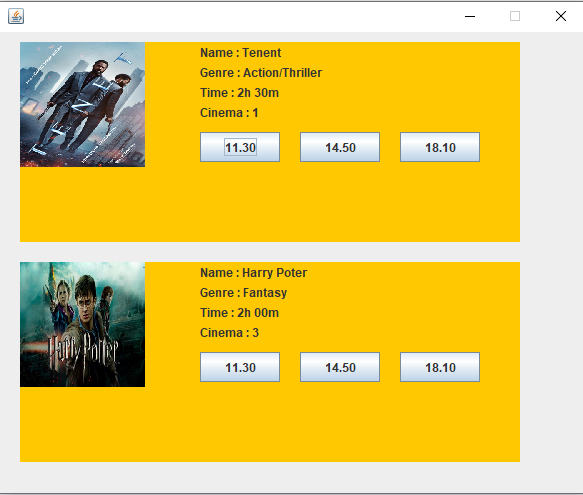 TENET
Name : Tenent
Genre : Action/Thriller
Time : 2h 30m
Cinema : 1
11.30 14.50 18.10
Harry Potter
Name : Harry Poter
Genre : Fantasy
Time : 2h 00m
Cinema : 3
11.30 14.50 18.10